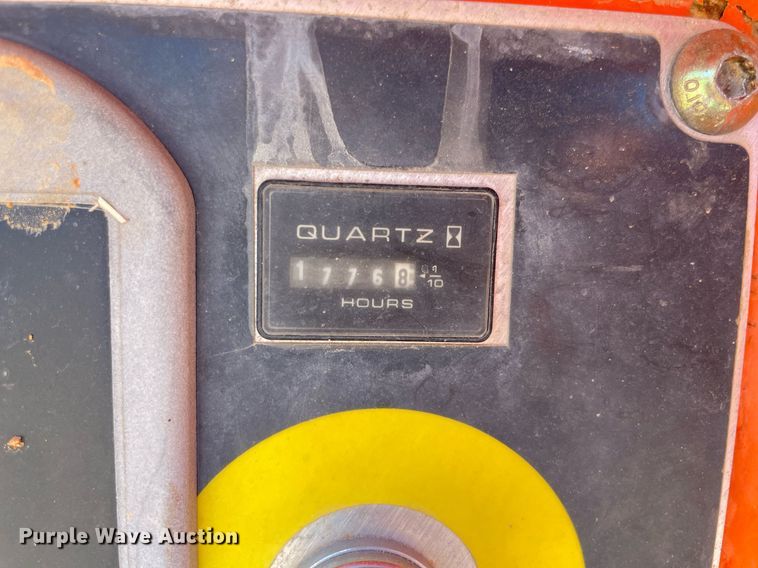 QUARTZ
17768 1/10
HOURS
Purple Wave Auction